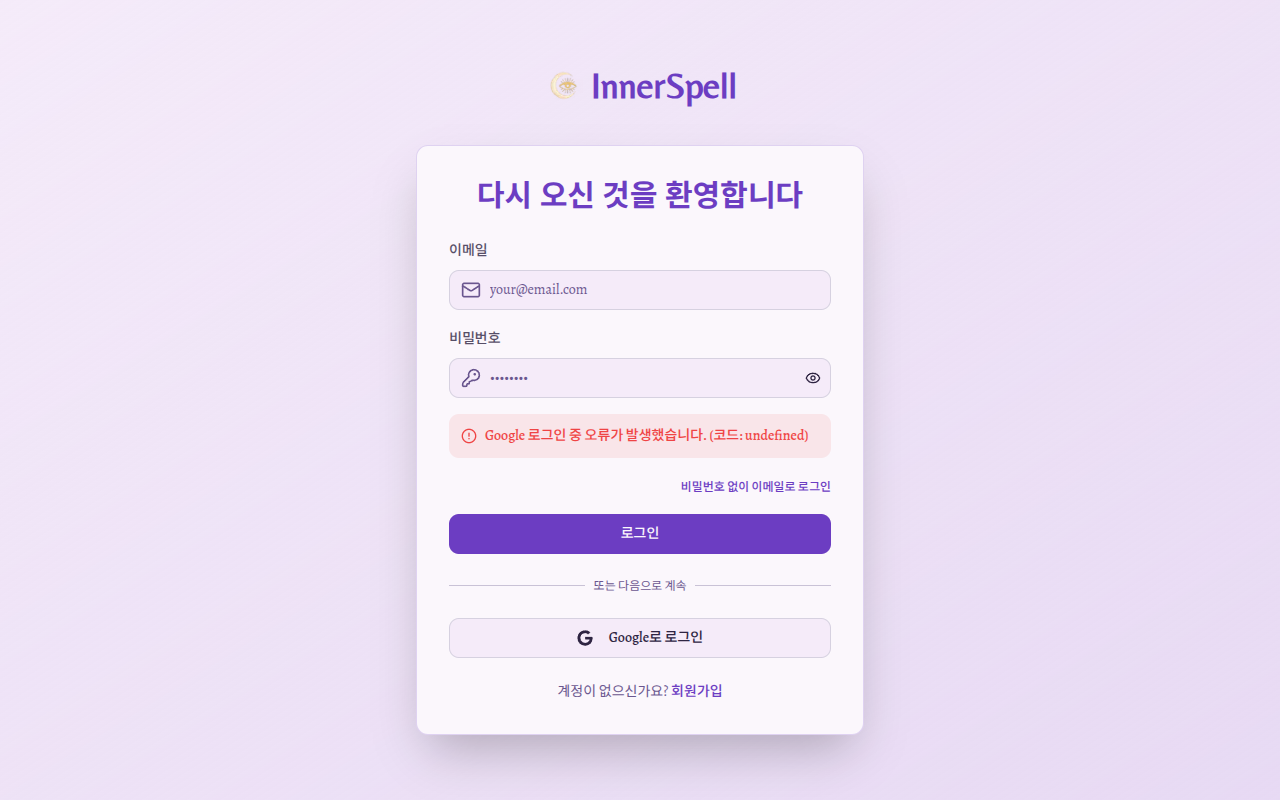 InnerSpell
다시 오신 것을 환영합니다
이메일
your@email.com
비밀번호
••••••••
Google 로그인 중 오류가 발생했습니다. (코드: undefined)
비밀번호 없이 이메일로 로그인
로그인
또는 다음으로 계속
G Google로 로그인
계정이 없으신가요? 회원가입